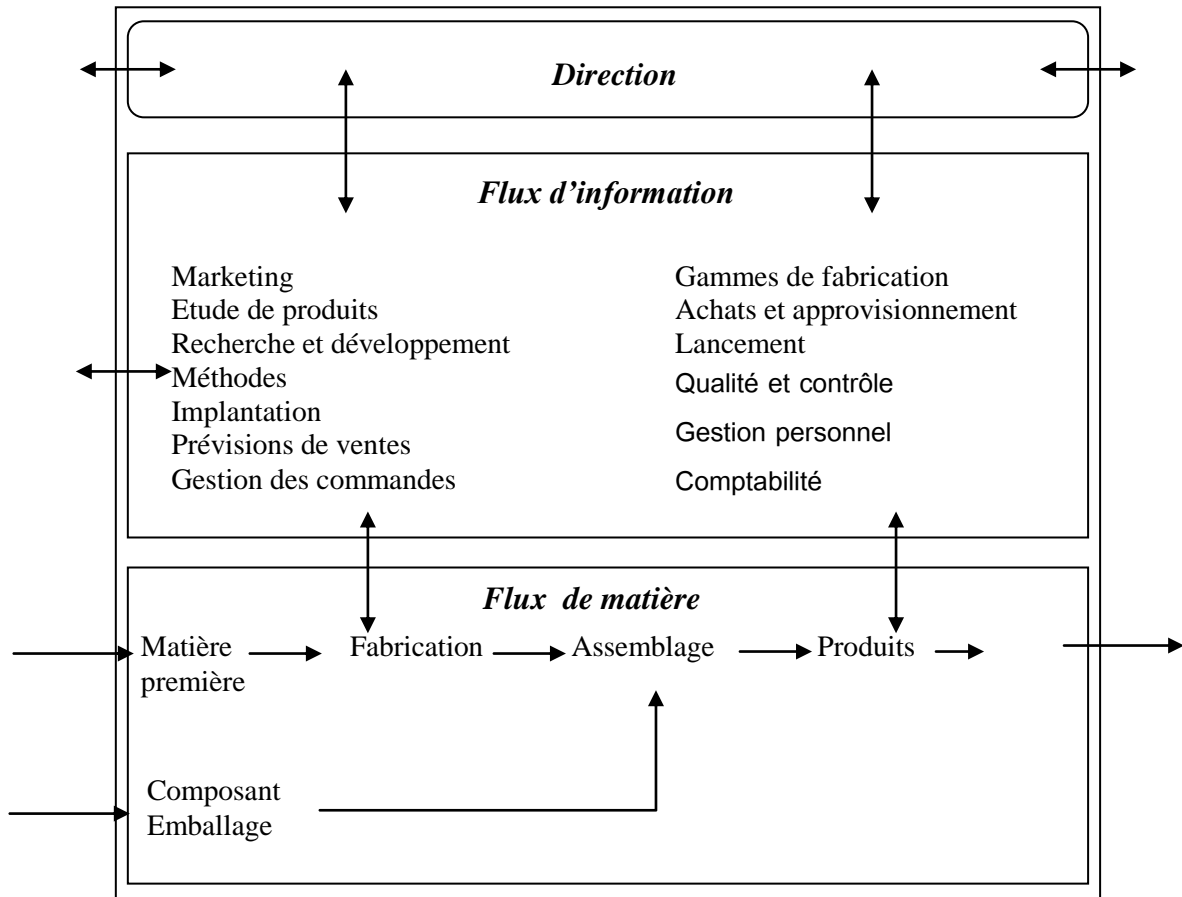 Direction
Flux d’information
Marketing
Etude de produits
Recherche et développement
Méthodes
Implantation
Prévisions de ventes
Gestion des commandes
Gammes de fabrication
Achats et approvisionnement
Lancement
Qualité et contrôle
Gestion personnel
Comptabilité
Flux de matière
Matière première
Fabrication
Assemblage
Produits
Composant
Emballage